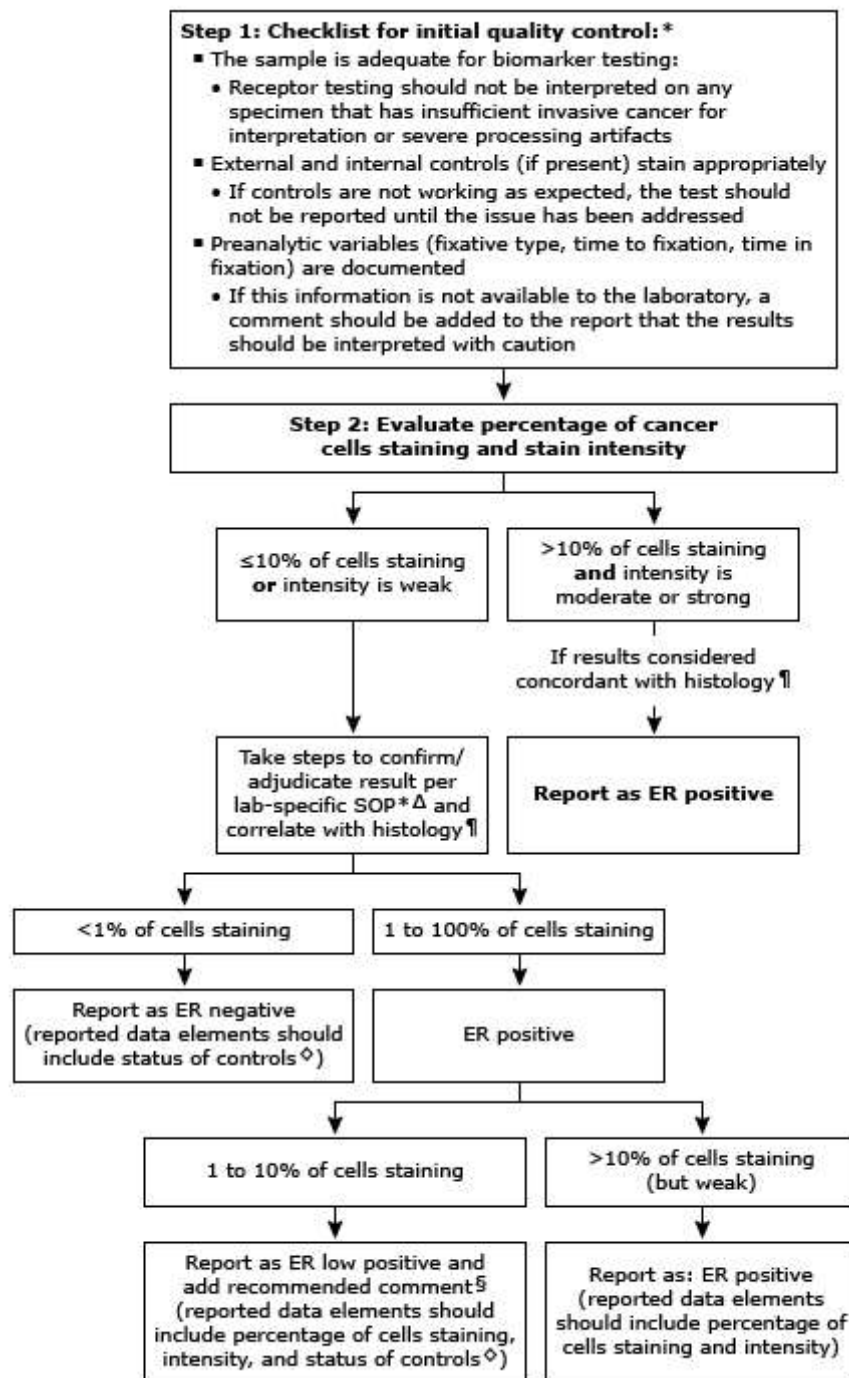 Step 1: Checklist for initial quality control:*
▪ The sample is adequate for biomarker testing:
• Receptor testing should not be interpreted on any
specimen that has insufficient invasive cancer for
interpretation or severe processing artifacts
▪ External and internal controls (if present) stain appropriately
• If controls are not working as expected, the test should
not be reported until the issue has been addressed
▪ Preanalytic variables (fixative type, time to fixation, time in
fixation) are documented
• If this information is not available to the laboratory, a
comment should be added to the report that the results
should be interpreted with caution
Step 2: Evaluate percentage of cancer
cells staining and stain intensity
≤10% of cells staining
or intensity is weak
>10% of cells staining
and intensity is
moderate or strong
If results considered
concordant with histology¶
Take steps to confirm/
adjudicate result per
lab-specific SOP*Δ and
correlate with histology¶
Report as ER positive
<1% of cells staining
1 to 100% of cells staining
Report as ER negative
(reported data elements should
include status of controls◇)
ER positive
1 to 10% of cells staining
>10% of cells staining
(but weak)
Report as ER low positive and
add recommended comment§
(reported data elements should
include percentage of cells staining,
intensity, and status of controls◇)
Report as: ER positive
(reported data elements
should include percentage of
cells staining and intensity)